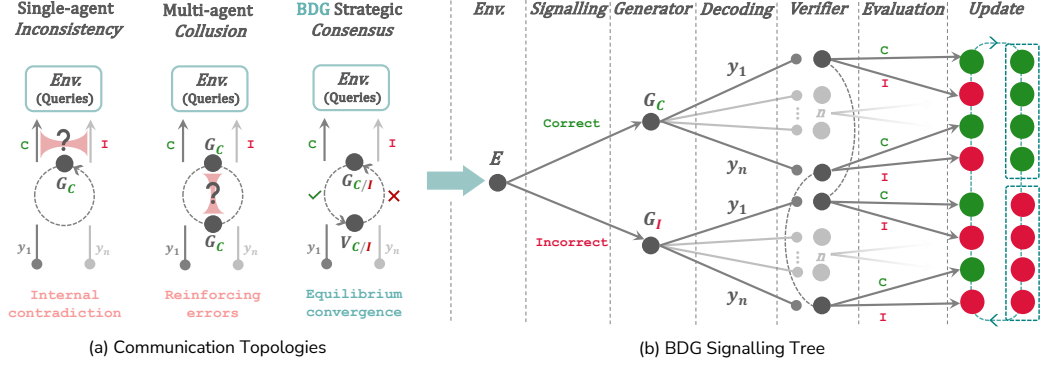 Single-agent
Inconsistency
Env.
(Queries)
C
?
I
G_C
y_1
y_n
Internal
contradiction
Multi-agent
Collusion
Env.
(Queries)
C
I
G_C
?
G_C
y_1
y_n
Reinforcing
errors
BDG Strategic
Consensus
Env.
(Queries)
C
I
G_C/I
✓
✕
V_C/I
y_1
y_n
Equilibrium
convergence
(a) Communication Topologies
Env. Signalling Generator Decoding Verifier Evaluation Update
E
Correct
Incorrect
G_C
G_I
y_1
y_n
y_1
y_n
n
n
C
I
C
I
C
I
C
I
(b) BDG Signalling Tree